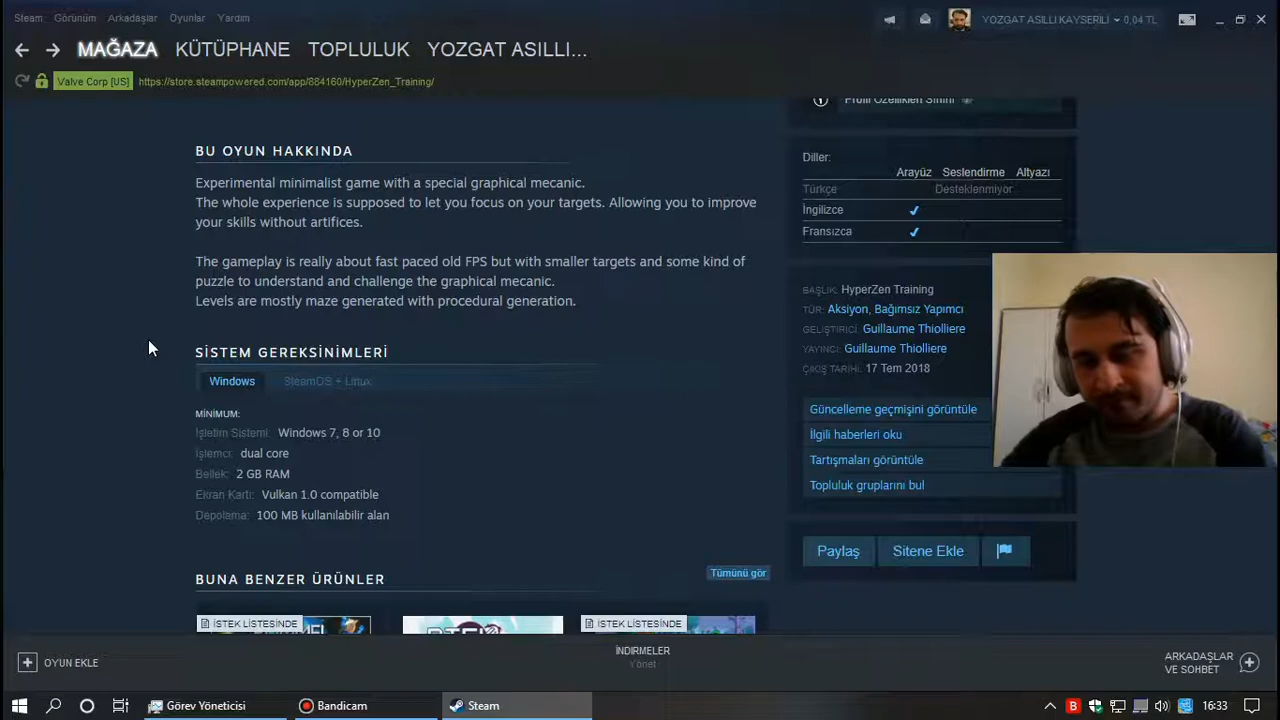 Steam Görünüm Arkadaşlar Oyunlar Yardım
YOZGAT ASILLI KAYSERİLİ 0,04 TL
MAĞAZA KÜTÜPHANE TOPLULUK YOZGAT ASILLI...
Valve Corp [US] https://store.steampowered.com/app/884160/HyperZen_Training/
Profil Özellikleri Sınırlı
BU OYUN HAKKINDA
Experimental minimalist game with a special graphical mecanic.
The whole experience is supposed to let you focus on your targets. Allowing you to improve
your skills without artifices.
The gameplay is really about fast paced old FPS but with smaller targets and some kind of
puzzle to understand and challenge the graphical mecanic.
Levels are mostly maze generated with procedural generation.
SİSTEM GEREKSİNİMLERİ
Windows SteamOS + Linux
MİNİMUM:
İşletim Sistemi: Windows 7, 8 or 10
İşlemci: dual core
Bellek: 2 GB RAM
Ekran Kartı: Vulkan 1.0 compatible
Depolama: 100 MB kullanılabilir alan
BUNA BENZER ÜRÜNLER Tümünü gör
İSTEK LİSTESİNDE
İSTEK LİSTESİNDE
Diller:
Arayüz Seslendirme Altyazı
Türkçe Desteklenmiyor
İngilizce ✔
Fransızca ✔
BAŞLIK: HyperZen Training
TÜR: Aksiyon, Bağımsız Yapımcı
GELİŞTİRİCİ: Guillaume Thiolliere
YAYINCI: Guillaume Thiolliere
ÇIKIŞ TARİHİ: 17 Tem 2018
Güncelleme geçmişini görüntüle
İlgili haberleri oku
Tartışmaları görüntüle
Topluluk gruplarını bul
Paylaş Sitene Ekle
OYUN EKLE
İNDİRMELER
Yönet
ARKADAŞLAR
VE SOHBET
Görev Yöneticisi Bandicam Steam
16:33